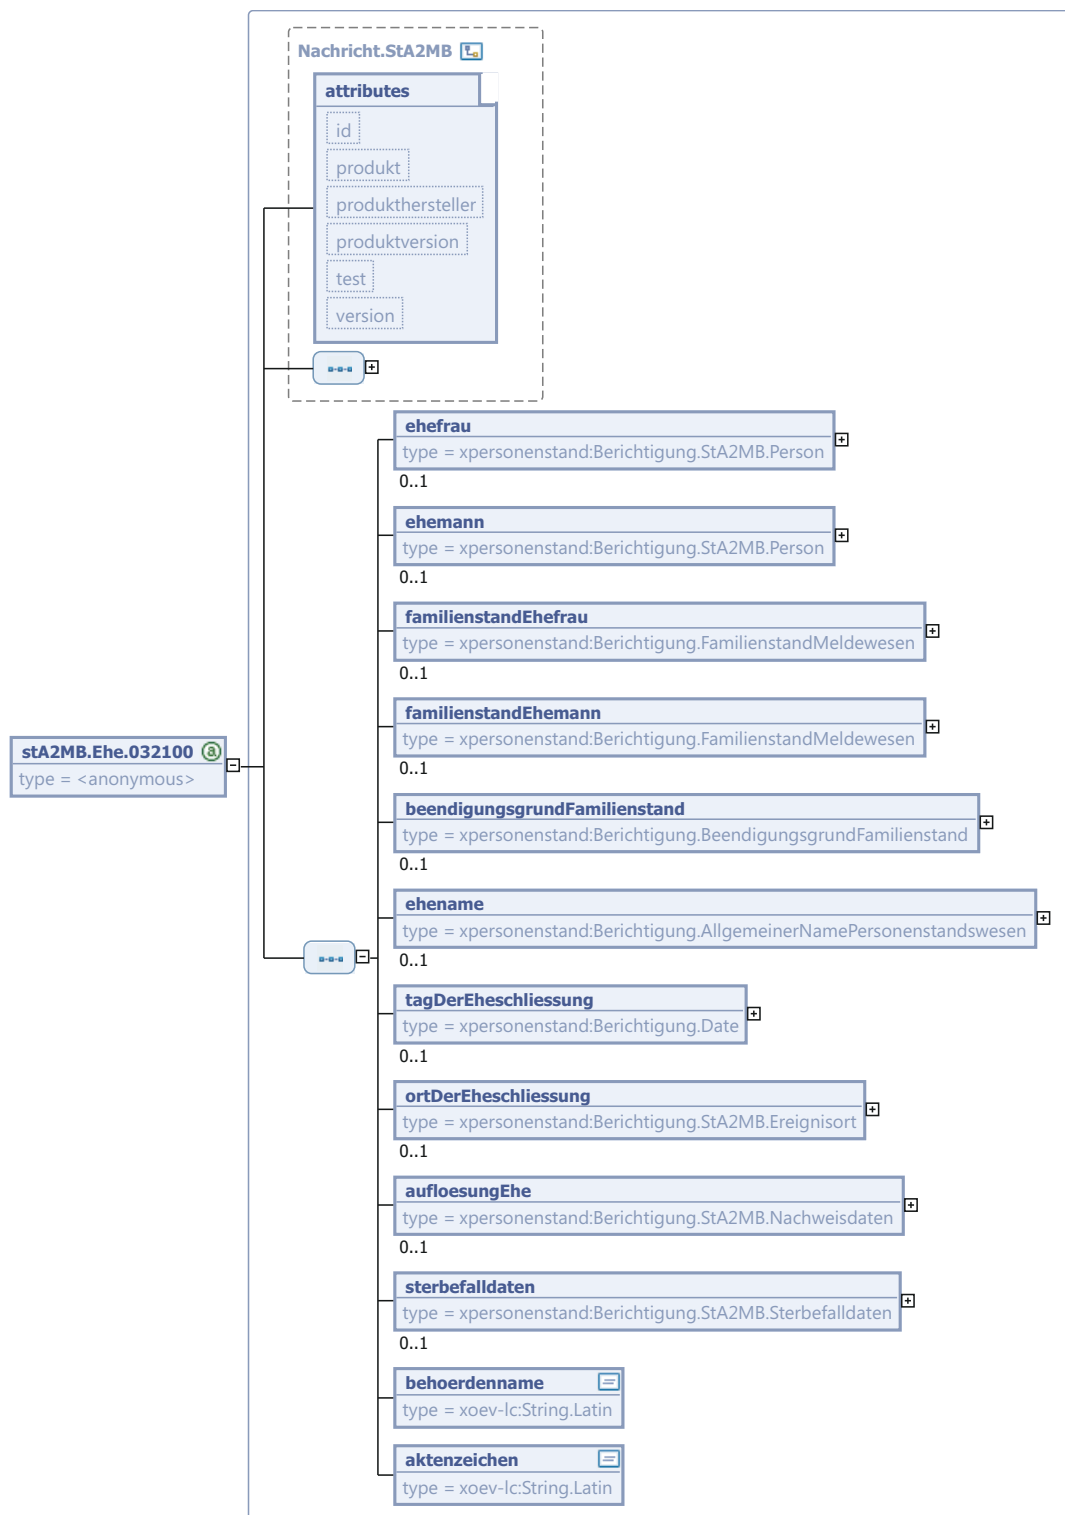 Nachricht.StA2MB
attributes
id
produkt
produkthersteller
produktversion
test
version
ehefrau
type = xpersonenstand:Berichtigung.StA2MB.Person
0..1
ehemann
type = xpersonenstand:Berichtigung.StA2MB.Person
0..1
familienstandEhefrau
type = xpersonenstand:Berichtigung.FamilienstandMeldewesen
0..1
familienstandEhemann
type = xpersonenstand:Berichtigung.FamilienstandMeldewesen
0..1
stA2MB.Ehe.032100 a
type = <anonymous>
beendigungsgrundFamilienstand
type = xpersonenstand:Berichtigung.BeendigungsgrundFamilienstand
0..1
ehename
type = xpersonenstand:Berichtigung.AllgemeinerNamePersonenstandswesen
0..1
tagDerEheschliessung
type = xpersonenstand:Berichtigung.Date
0..1
ortDerEheschliessung
type = xpersonenstand:Berichtigung.StA2MB.Ereignisort
0..1
aufloesungEhe
type = xpersonenstand:Berichtigung.StA2MB.Nachweisdaten
0..1
sterbefalldaten
type = xpersonenstand:Berichtigung.StA2MB.Sterbefalldaten
0..1
behoerdenname
type = xoev-lc:String.Latin
aktenzeichen
type = xoev-lc:String.Latin